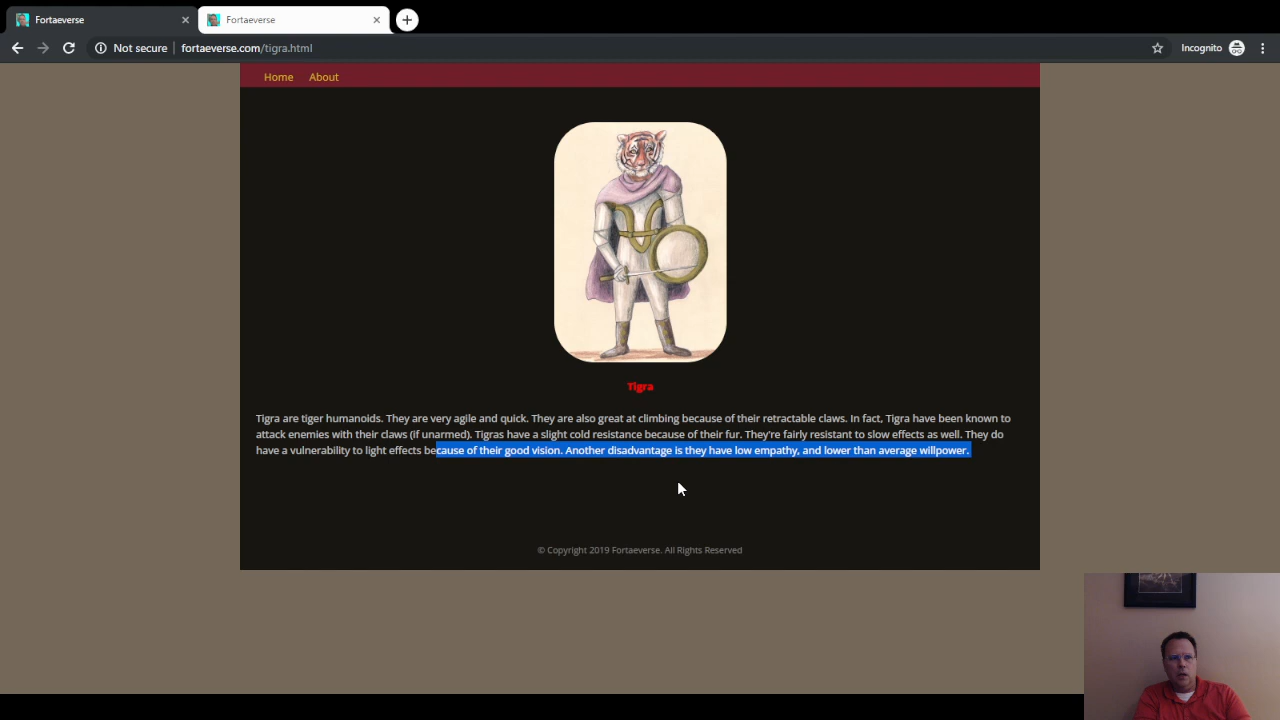 Fortaeverse
Fortaeverse
Not secure fortaeverse.com/tigra.html
Incognito
Home About
Tigra
Tigra are tiger humanoids. They are very agile and quick. They are also great at climbing because of their retractable claws. In fact, Tigra have been known to
attack enemies with their claws (if unarmed). Tigras have a slight cold resistance because of their fur. They're fairly resistant to slow effects as well. They do
have a vulnerability to light effects because of their good vision. Another disadvantage is they have low empathy, and lower than average willpower.
© Copyright 2019 Fortaeverse. All Rights Reserved